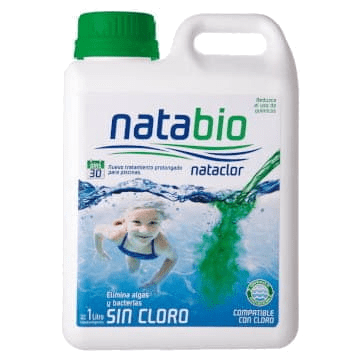 Reduce
el uso de
químicos
natabio
nataclor
30
Nuevo tratamiento prolongado
para piscinas.
Elimina algas
y bacterias
1 Litro
SIN CLORO
COMPATIBLE
CON CLORO